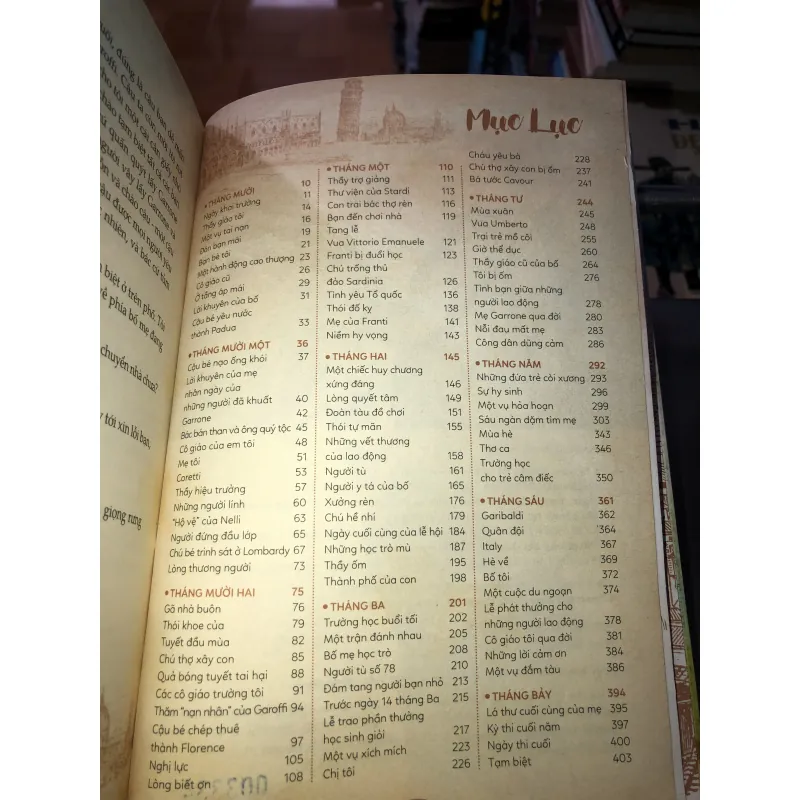 Mục Lục
THÁNG MƯỜI 10
Ngày khai trường 11
Thầy giáo tôi 14
Một vụ tai nạn 16
Đón bạn mới 19
Bạn bè tôi 21
Một hành động cao thượng 23
Cô giáo cũ 26
Ở tầng áp mái 29
Lời khuyên của bố 31
Cậu bé yêu nước
thành Padua 33
THÁNG MƯỜI MỘT 36
Cậu bé nạo ống khói 37
Lời khuyên của mẹ
nhân ngày của
những người đã khuất 40
Garrone 42
Bác bán than và ông quý tộc 45
Cô giáo của em tôi 48
Mẹ tôi 51
Coretti 53
Thầy hiệu trưởng 57
Những người lính 60
“Hộ vệ” của Nelli 63
Người đứng đầu lớp 65
Chú bé trinh sát ở Lombardy 67
Lòng thương người 73
THÁNG MƯỜI HAI 75
Gã nhà buôn 76
Thói khoe của 79
Tuyết đầu mùa 82
Chú thợ xây con 85
Quả bóng tuyết tai hại 88
Các cô giáo trường tôi 91
Thăm “nạn nhân” của Garoffi 94
Cậu bé chép thuê
thành Florence 97
Nghị lực 105
Lòng biết ơn 108
THÁNG MỘT 110
Thầy trợ giảng 111
Thư viện của Stardi 113
Con trai bác thợ rèn 116
Bạn đến chơi nhà 119
Tang lễ
Vua Vittorio Emanuele 121
Franti bị đuổi học 123
Chú trống thủ
đảo Sardinia 126
Tình yêu Tổ quốc 136
Thói đố kỵ 138
Mẹ của Franti 141
Niềm hy vọng 143
THÁNG HAI 145
Một chiếc huy chương
xứng đáng 146
Lòng quyết tâm 149
Đoàn tàu đồ chơi 151
Thói tự mãn 155
Những vết thương
của lao động 158
Người tù 161
Người y tá của bố 165
Xưởng rèn 176
Chú hề nhí 179
Ngày cuối cùng của lễ hội 184
Những học trò mù 187
Thầy ốm 195
Thành phố của con 198
THÁNG BA 201
Trường học buổi tối 202
Một trận đánh nhau 205
Bố mẹ học trò 208
Người tù số 78 210
Đám tang người bạn nhỏ 213
Trước ngày 14 tháng Ba 215
Lễ trao phần thưởng
học sinh giỏi 217
Một vụ xích mích 223
Chị tôi 226
Cháu yêu bà 228
Chú thợ xây con bị ốm 237
Bá tước Cavour 241
THÁNG TƯ 244
Mùa xuân 245
Vua Umberto 248
Trại trẻ mồ côi 255
Giờ thể dục 260
Thầy giáo cũ của bố 264
Tôi bị ốm 276
Tình bạn giữa những
người lao động 278
Mẹ Garrone qua đời 280
Nỗi đau mất mẹ 283
Công dân dũng cảm 286
THÁNG NĂM 292
Những đứa trẻ còi xương 293
Sự hy sinh 296
Một vụ hỏa hoạn 299
Sáu ngàn dặm tìm mẹ 303
Mùa hè 343
Thơ ca 346
Trường học
cho trẻ câm điếc 350
THÁNG SÁU 361
Garibaldi 362
Quân đội 364
Italy 367
Hè về 369
Bố tôi 372
Một cuộc du ngoạn 374
Lễ phát thưởng cho
những người lao động 378
Cô giáo tôi qua đời 381
Những lời cảm ơn 384
Một vụ đắm tàu 386
THÁNG BẢY 394
Lá thư cuối cùng của mẹ 395
Kỳ thi cuối năm 397
Ngày thi cuối 400
Tạm biệt 403
chuyển nhà chưa?
tới xin lỗi bạn,
giọng rưng